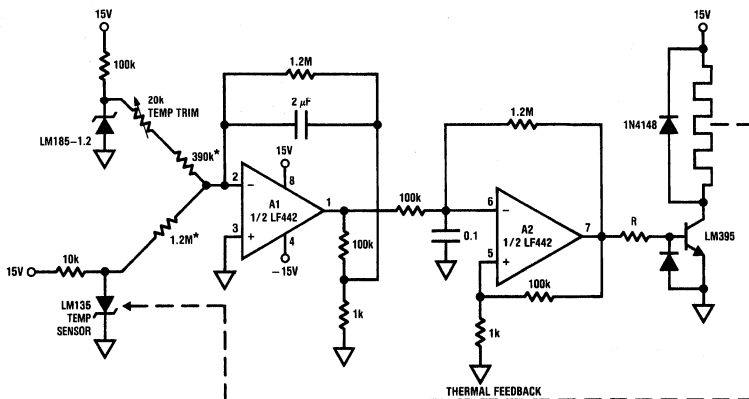 15V
100k
20k
TEMP TRIM
LM185–1.2
390k*
1.2M*
15V
10k
LM135
TEMP
SENSOR
1.2M
2 µF
15V
8
2
–
A1
1/2 LF442
1
3
+
4
–15V
100k
1k
100k
0.1
1.2M
6
–
A2
7
1/2 LF442
5
+
100k
1k
R
15V
1N4148
LM395
THERMAL FEEDBACK